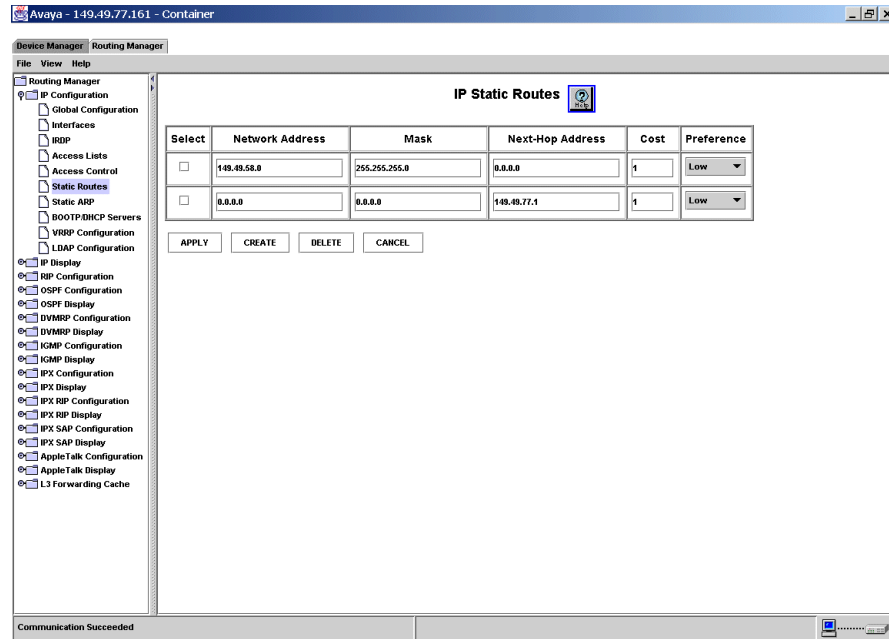 Avaya - 149.49.77.161 - Container
Device Manager Routing Manager
File View Help
Routing Manager
IP Configuration
Global Configuration
Interfaces
IRDP
Access Lists
Access Control
Static Routes
Static ARP
BOOTP/DHCP Servers
VRRP Configuration
LDAP Configuration
IP Display
RIP Configuration
OSPF Configuration
OSPF Display
DVMRP Configuration
DVMRP Display
IGMP Configuration
IGMP Display
IPX Configuration
IPX Display
IPX RIP Configuration
IPX RIP Display
IPX SAP Configuration
IPX SAP Display
AppleTalk Configuration
AppleTalk Display
L3 Forwarding Cache
IP Static Routes
Help
Select Network Address Mask Next-Hop Address Cost Preference
149.49.58.0 255.255.255.0 0.0.0.0 1 Low
0.0.0.0 0.0.0.0 149.49.77.1 1 Low
APPLY CREATE DELETE CANCEL
Communication Succeeded